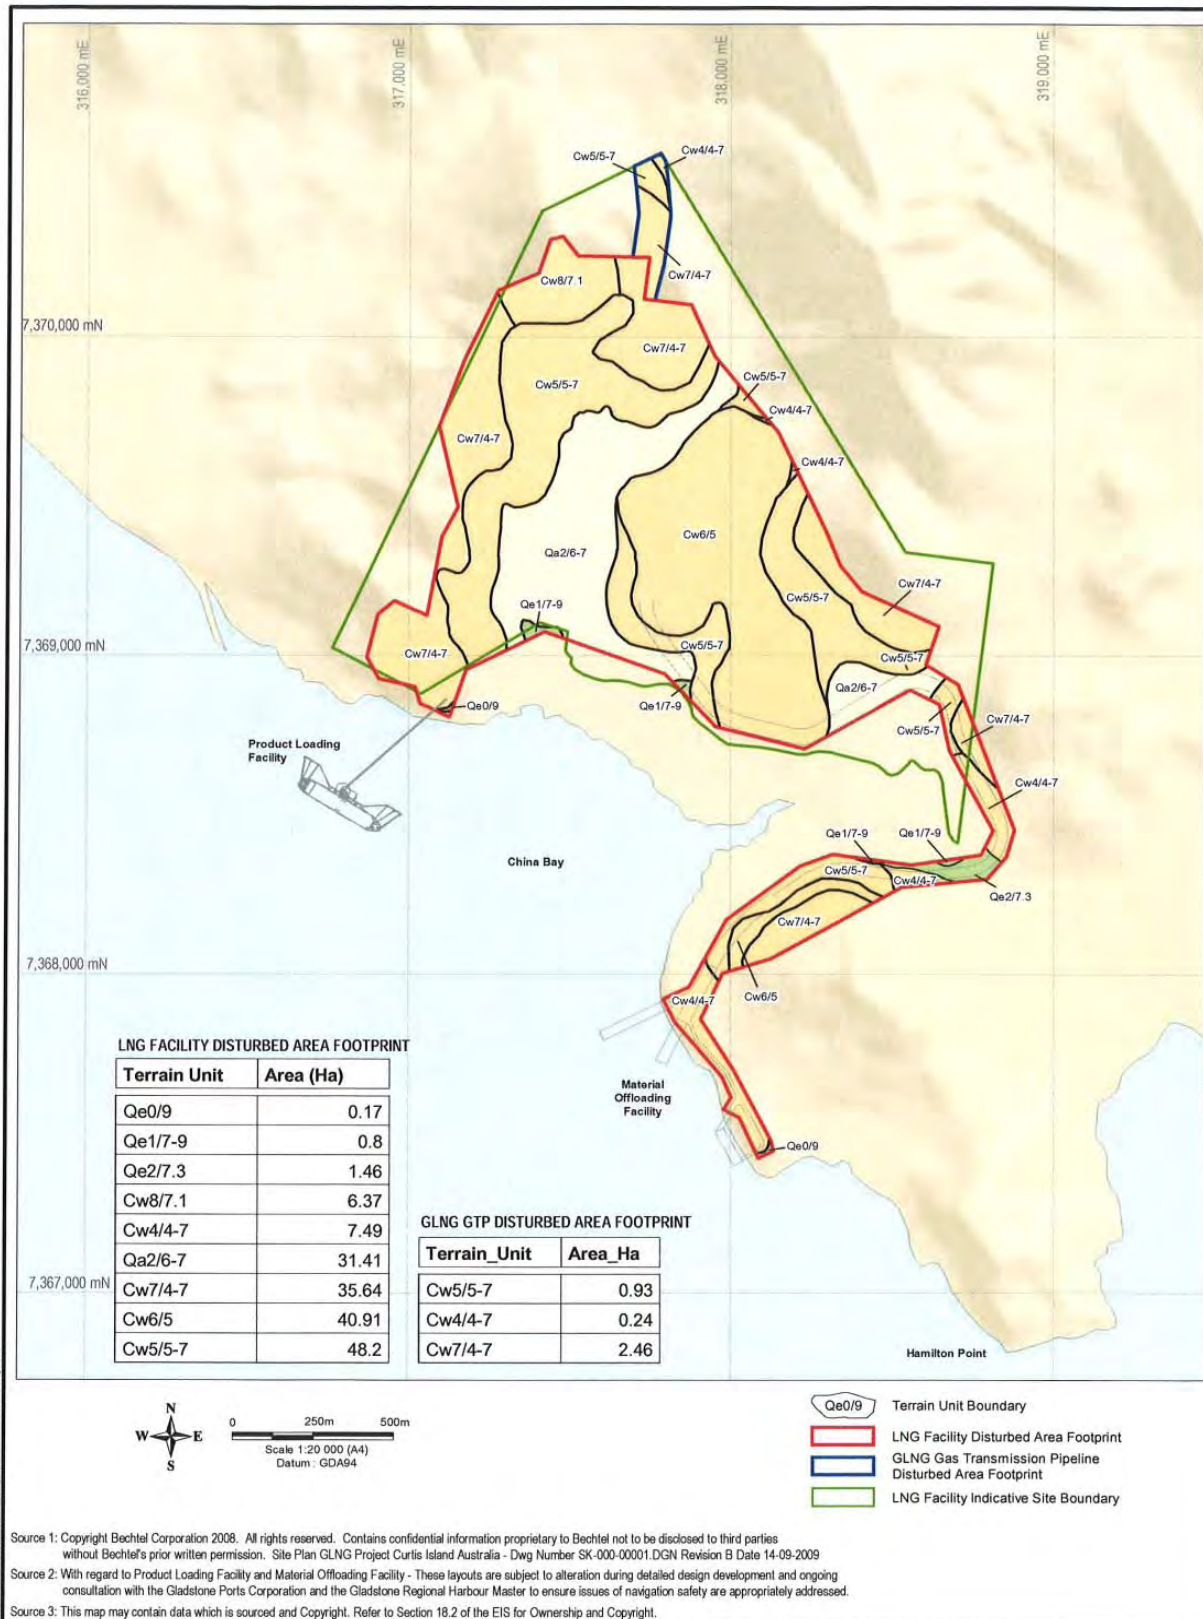 316,000 mE
317,000 mE
318,000 mE
319,000 mE
Cw5/5-7
Cw4/4-7
Cw7/4-7
Cw8/7.1
7,370,000 mN
Cw7/4-7
Cw5/5-7
Cw5/5-7
Cw4/4-7
Cw7/4-7
Cw4/4-7
Cw6/5
Qa2/6-7
Cw7/4-7
Cw5/5-7
Qe1/7-9
7,369,000 mN
Cw7/4-7
Cw5/5-7
Cw5/5-7
Qa2/6-7
Qe0/9
Qe1/7-9
Cw7/4-7
Cw5/5-7
Product Loading
Facility
Cw4/4-7
Qe1/7-9
Qe1/7-9
China Bay
Cw5/5-7
Cw4/4-7
Qe2/7.3
Cw7/4-7
7,368,000 mN
Cw6/5
Cw4/4-7
Material
Offloading
Facility
Qe0/9
LNG FACILITY DISTURBED AREA FOOTPRINT
Terrain Unit Area (Ha)
Qe0/9 0.17
Qe1/7-9 0.8
Qe2/7.3 1.46
Cw8/7.1 6.37
Cw4/4-7 7.49
Qa2/6-7 31.41
Cw7/4-7 35.64
Cw6/5 40.91
Cw5/5-7 48.2
GLNG GTP DISTURBED AREA FOOTPRINT
Terrain_Unit Area_Ha
Cw5/5-7 0.93
Cw4/4-7 0.24
Cw7/4-7 2.46
7,367,000 mN
Hamilton Point
N
W E
S
0 250m 500m
Scale 1:20 000 (A4)
Datum : GDA94
Qe0/9 Terrain Unit Boundary
LNG Facility Disturbed Area Footprint
GLNG Gas Transmission Pipeline
Disturbed Area Footprint
LNG Facility Indicative Site Boundary
Source 1: Copyright Bechtel Corporation 2008. All rights reserved. Contains confidential information proprietary to Bechtel not to be disclosed to third parties
without Bechtel's prior written permission. Site Plan GLNG Project Curtis Island Australia - Dwg Number SK-000-00001.DGN Revision B Date 14-09-2009
Source 2: With regard to Product Loading Facility and Material Offloading Facility - These layouts are subject to alteration during detailed design development and ongoing
consultation with the Gladstone Ports Corporation and the Gladstone Regional Harbour Master to ensure issues of navigation safety are appropriately addressed.
Source 3: This map may contain data which is sourced and Copyright. Refer to Section 18.2 of the EIS for Ownership and Copyright.